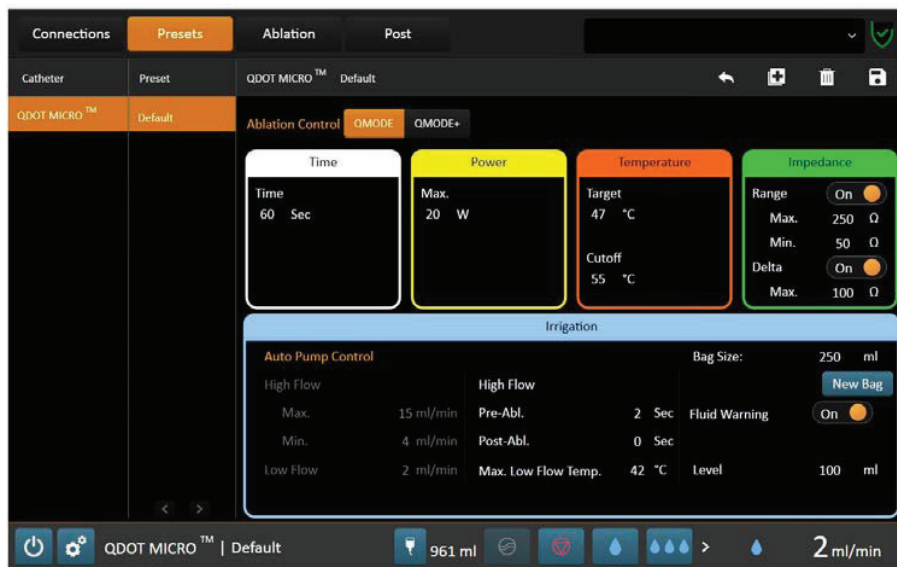 Connections Presets Ablation Post
Catheter Preset QDOT MICRO™ Default
QDOT MICRO™ Default
Ablation Control QMODE QMODE+
Time Power Temperature Impedance
Time Max. Target Range On
60 Sec 20 W 47 °C Max. 250 Ω
Min. 50 Ω
Cutoff Delta On
55 °C Max. 100 Ω
Irrigation
Auto Pump Control Bag Size: 250 ml
High Flow High Flow New Bag
Max. 15 ml/min Pre-Abl. 2 Sec Fluid Warning On
Min. 4 ml/min Post-Abl. 0 Sec
Low Flow 2 ml/min Max. Low Flow Temp. 42 °C Level 100 ml
< >
QDOT MICRO™ | Default 961 ml > 2 ml/min